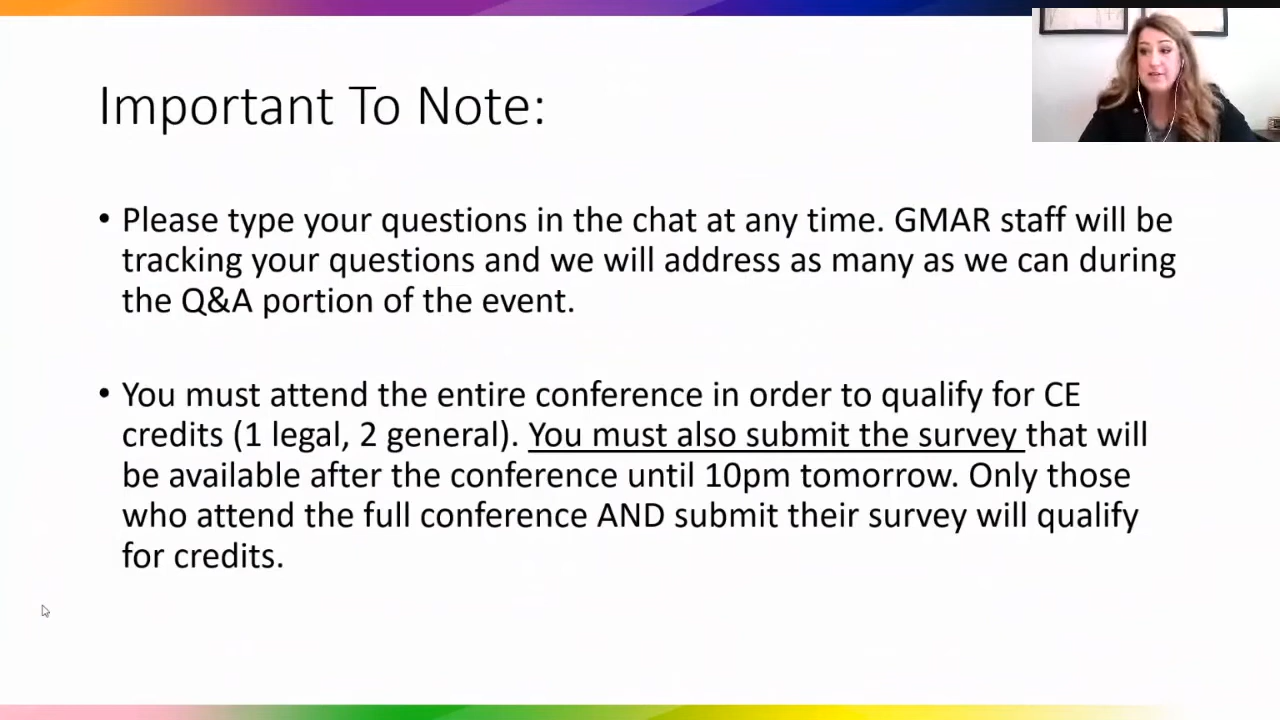 Important To Note:
• Please type your questions in the chat at any time. GMAR staff will be
tracking your questions and we will address as many as we can during
the Q&A portion of the event.
• You must attend the entire conference in order to qualify for CE
credits (1 legal, 2 general). You must also submit the survey that will
be available after the conference until 10pm tomorrow. Only those
who attend the full conference AND submit their survey will qualify
for credits.